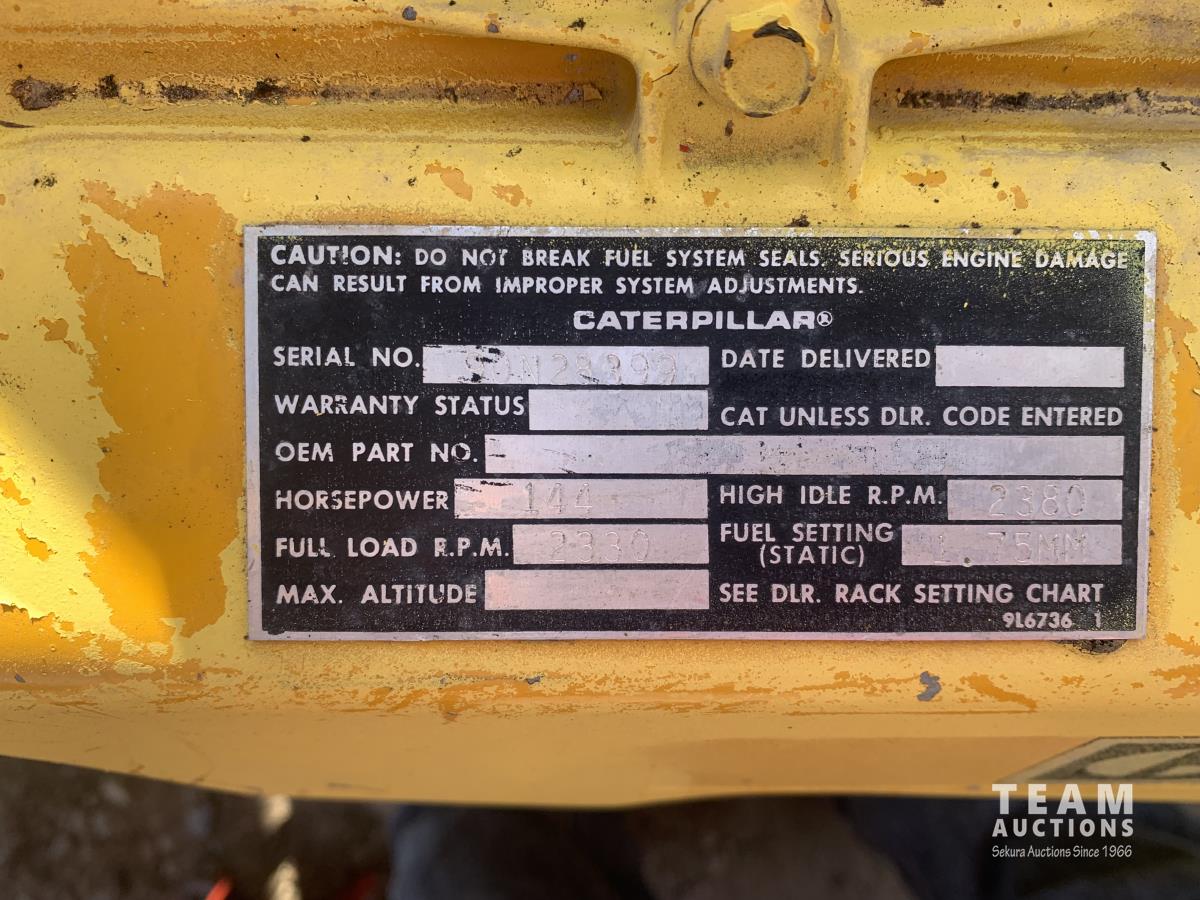 CAUTION: DO NOT BREAK FUEL SYSTEM SEALS. SERIOUS ENGINE DAMAGE
CAN RESULT FROM IMPROPER SYSTEM ADJUSTMENTS.
CATERPILLAR®
SERIAL NO.
DATE DELIVERED
WARRANTY STATUS
CAT UNLESS DLR. CODE ENTERED
OEM PART NO.
HORSEPOWER 144
HIGH IDLE R.P.M. 2380
FULL LOAD R.P.M. 2330
FUEL SETTING (STATIC) 1.75MM
MAX. ALTITUDE
SEE DLR. RACK SETTING CHART
9L6736 1
TEAM
AUCTIONS
Sekura Auctions Since 1966